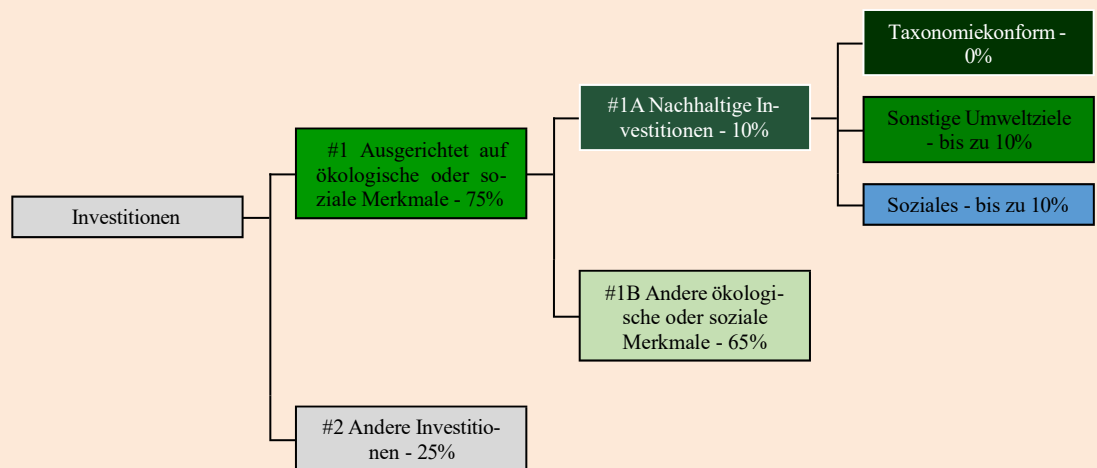 Investitionen
#1 Ausgerichtet auf
ökologische oder so-
ziale Merkmale - 75%
#2 Andere Investitio-
nen - 25%
#1A Nachhaltige In-
vestitionen - 10%
#1B Andere ökologi-
sche oder soziale
Merkmale - 65%
Taxonomiekonform -
0%
Sonstige Umweltziele
- bis zu 10%
Soziales - bis zu 10%